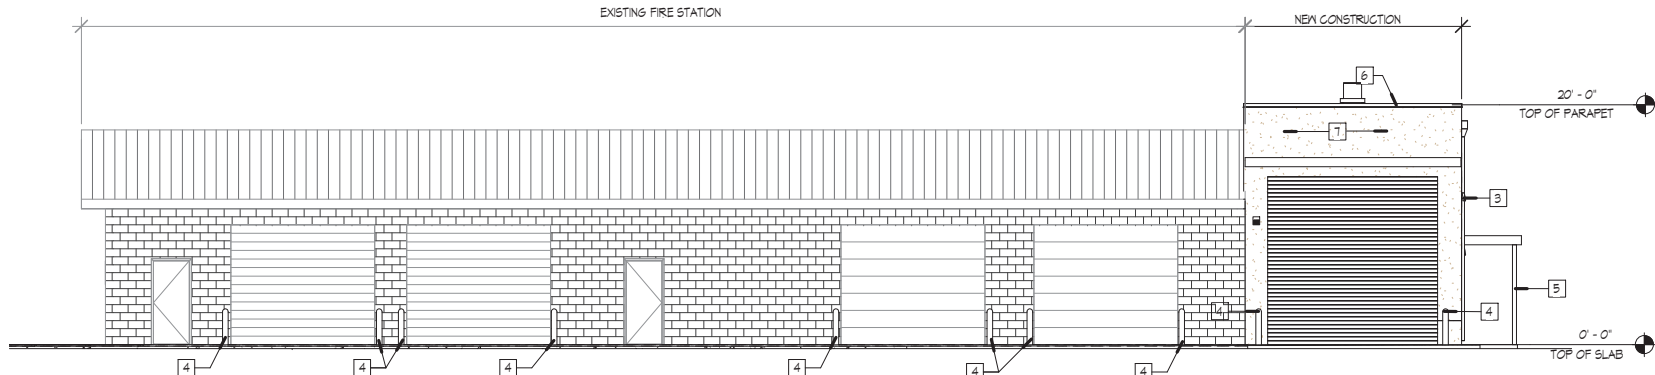 EXISTING FIRE STATION
NEW CONSTRUCTION
6
20' - 0"
TOP OF PARAPET
7
3
5
4
4
0' - 0"
TOP OF SLAB
4
4
4
4
4
4